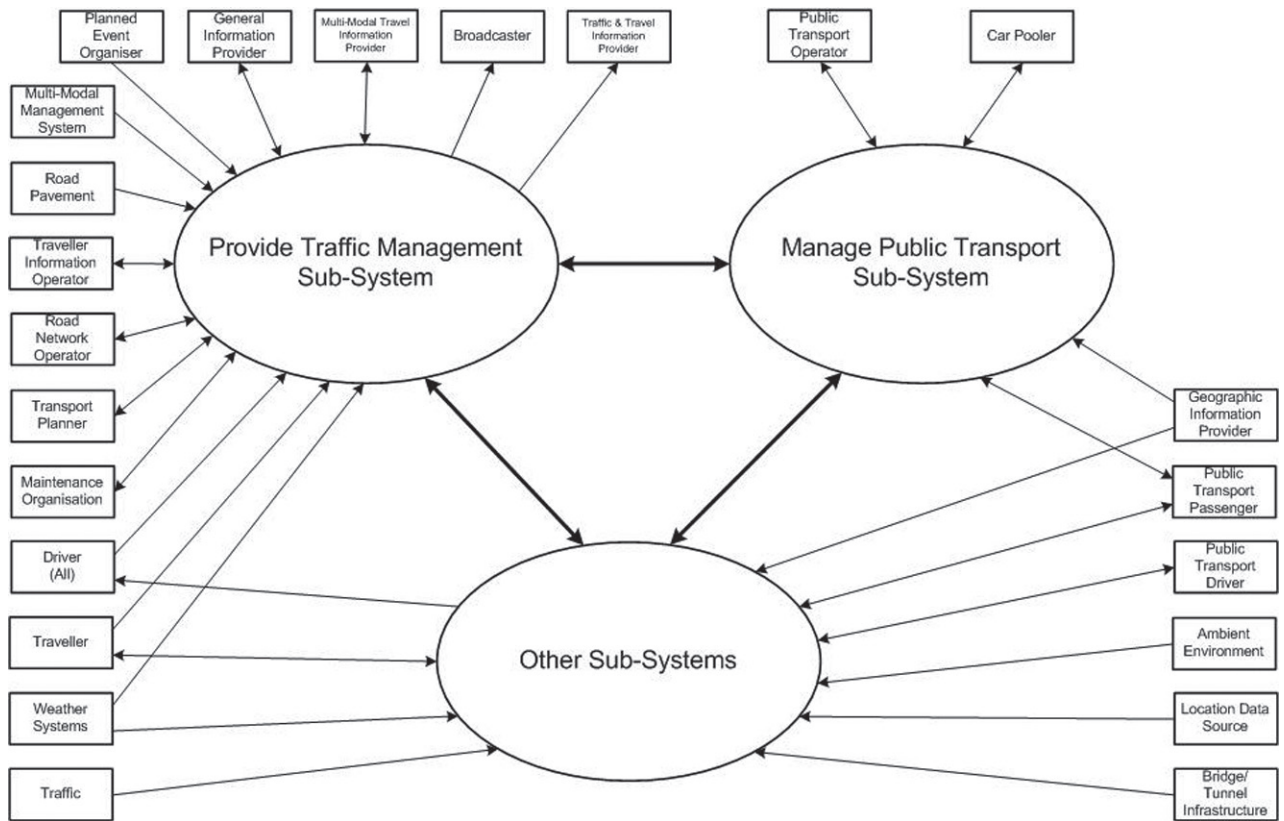 Planned
Event
Organiser
General
Information
Provider
Multi-Modal Travel
Information
Provider
Broadcaster
Traffic & Travel
Information
Provider
Public
Transport
Operator
Car Pooler
Multi-Modal
Management
System
Road
Pavement
Traveller
Information
Operator
Road
Network
Operator
Transport
Planner
Maintenance
Organisation
Driver
(All)
Traveller
Weather
Systems
Traffic
Provide Traffic Management
Sub-System
Manage Public Transport
Sub-System
Other Sub-Systems
Geographic
Information
Provider
Public
Transport
Passenger
Public
Transport
Driver
Ambient
Environment
Location Data
Source
Bridge/
Tunnel
Infrastructure